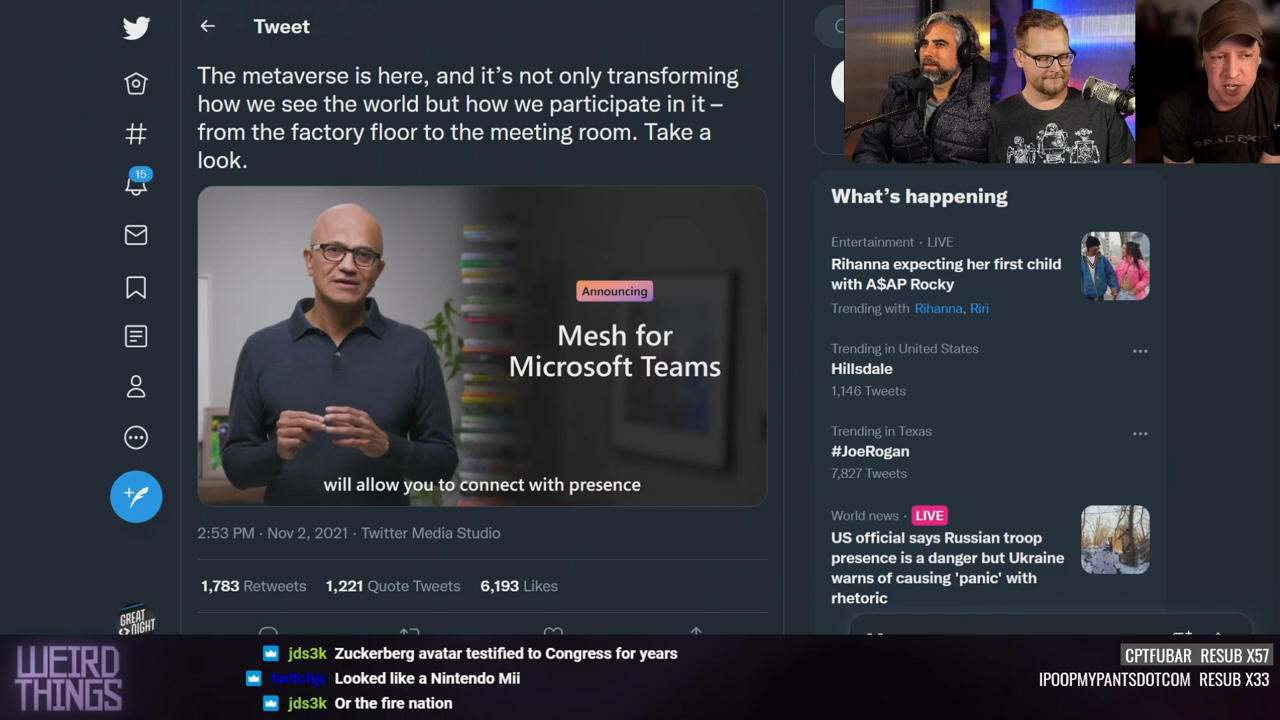 Tweet
The metaverse is here, and it's not only transforming
how we see the world but how we participate in it –
from the factory floor to the meeting room. Take a
look.
Announcing
Mesh for
Microsoft Teams
will allow you to connect with presence
2:53 PM · Nov 2, 2021 · Twitter Media Studio
1,783 Retweets 1,221 Quote Tweets 6,193 Likes
15
GREAT
NIGHT
What's happening
Entertainment · LIVE
Rihanna expecting her first child
with A$AP Rocky
Trending with Rihanna, Riri
Trending in United States
Hillsdale
1,146 Tweets
Trending in Texas
#JoeRogan
7,827 Tweets
World news · LIVE
US official says Russian troop
presence is a danger but Ukraine
warns of causing 'panic' with
rhetoric
WEIRD
THINGS
jds3k Zuckerberg avatar testified to Congress for years
twitchjc Looked like a Nintendo Mii
jds3k Or the fire nation
CPTFUBAR RESUB X57
IPOOPMYPANTSDOTCOM RESUB X33